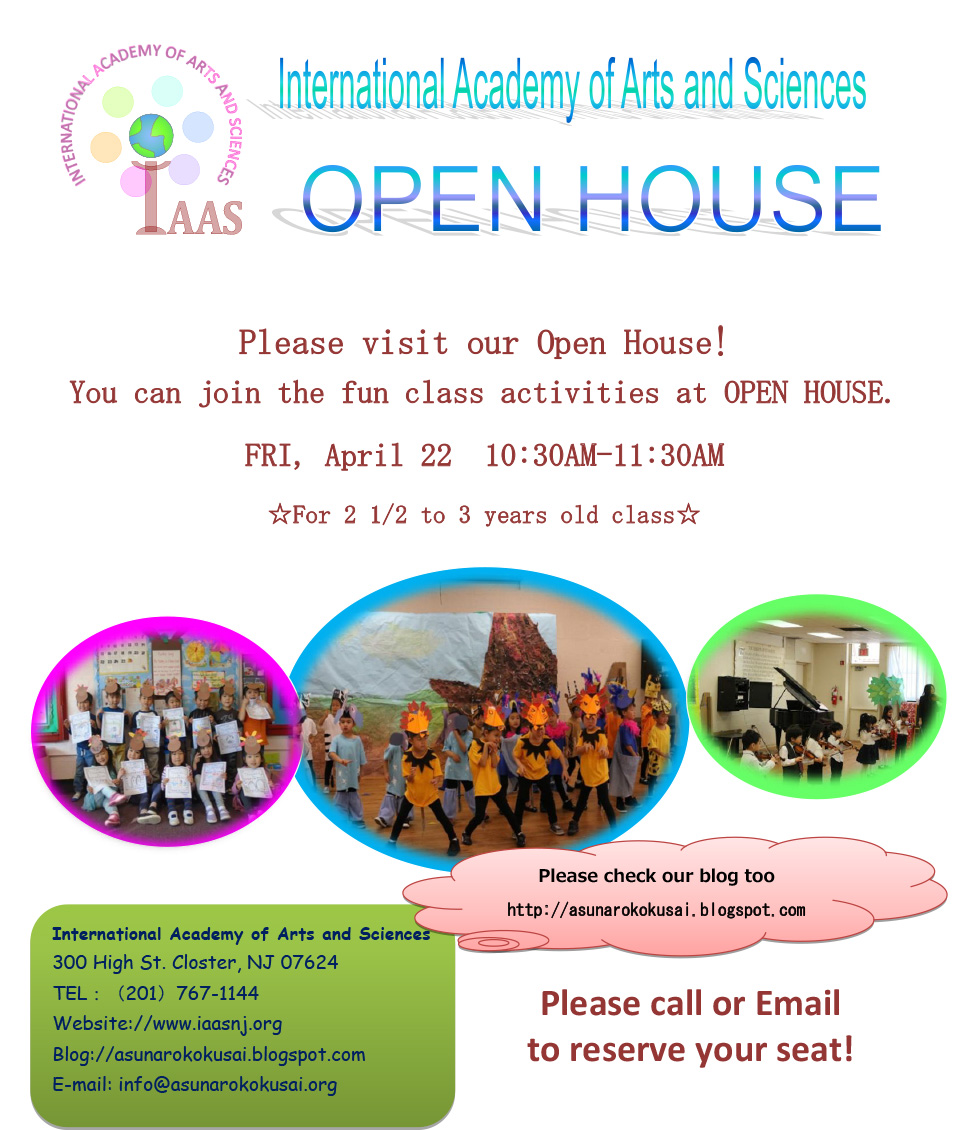 INTERNATIONAL ACADEMY OF ARTS AND SCIENCES
IAAS
International Academy of Arts and Sciences
OPEN HOUSE
Please visit our Open House!
You can join the fun class activities at OPEN HOUSE.
FRI, April 22  10:30AM-11:30AM
☆For 2 1/2 to 3 years old class☆
Please check our blog too
http://asunarokokusai.blogspot.com
International Academy of Arts and Sciences
300 High St. Closter, NJ 07624
TEL : （201）767-1144
Website://www.iaasnj.org
Blog://asunarokokusai.blogspot.com
E-mail: info@asunarokokusai.org
Please call or Email
to reserve your seat!